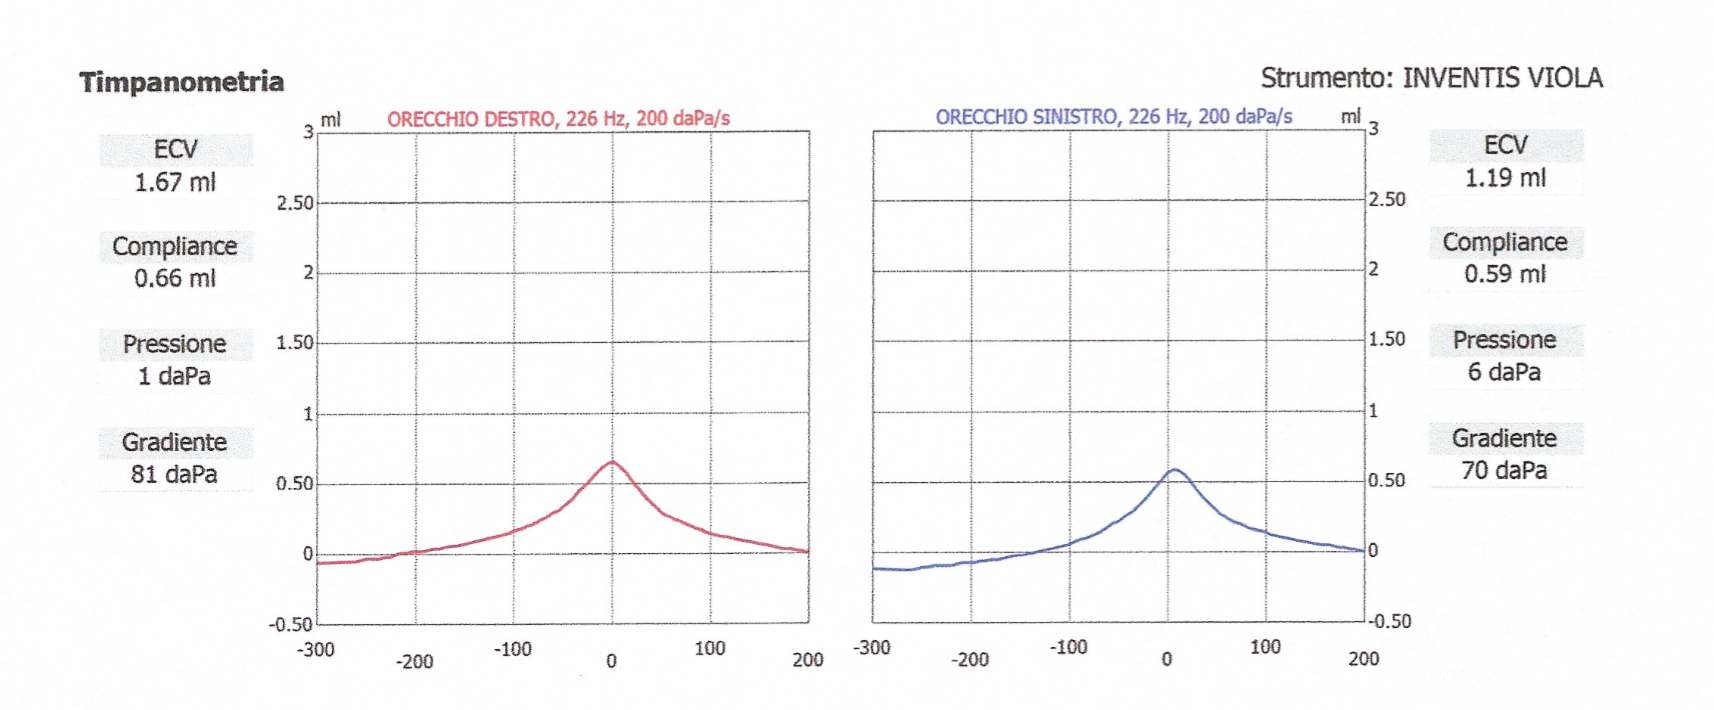 Timpanometria
Strumento: INVENTIS VIOLA
ml ORECCHIO DESTRO, 226 Hz, 200 daPa/s
ECV
1.67 ml
Compliance
0.66 ml
Pressione
1 daPa
Gradiente
81 daPa
3
2.50
2
1.50
1
0.50
0
-0.50
-300
-200
-100
0
100
200
ORECCHIO SINISTRO, 226 Hz, 200 daPa/s ml
3
2.50
2
1.50
1
0.50
0
-0.50
-300
-200
-100
0
100
200
ECV
1.19 ml
Compliance
0.59 ml
Pressione
6 daPa
Gradiente
70 daPa